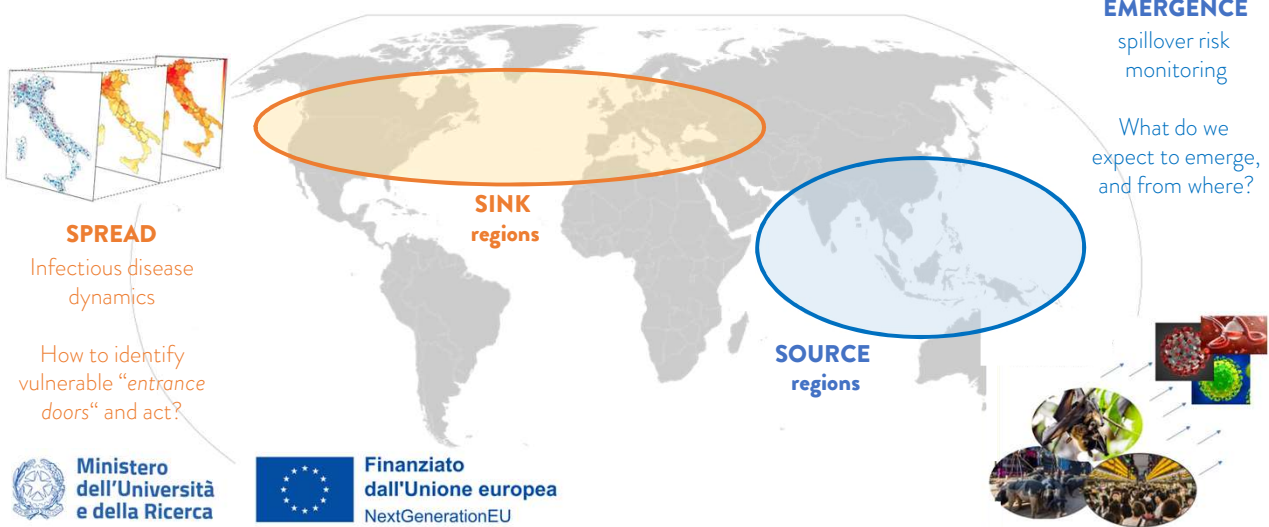 EMERGENCE
spillover risk
monitoring
What do we
expect to emerge,
and from where?
SINK
regions
SPREAD
Infectious disease
dynamics
How to identify
vulnerable “entrance
doors“ and act?
SOURCE
regions
Ministero
dell'Università
e della Ricerca
Finanziato
dall'Unione europea
NextGenerationEU